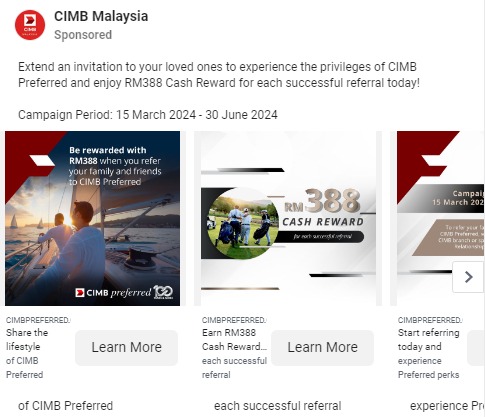 CIMB Malaysia
Sponsored
Extend an invitation to your loved ones to experience the privileges of CIMB
Preferred and enjoy RM388 Cash Reward for each successful referral today!
Campaign Period: 15 March 2024 - 30 June 2024
Be rewarded with
RM388 when you refer
your family and friends
to CIMB Preferred
CIMB preferred
RM388
CASH REWARD
for each successful referral
Campai
15 March 202
To refer your fa
CIMB Preferred, v
CIMB branch or sp
Relationship
CIMBPREFERRED.
Share the
lifestyle
of CIMB
Preferred
Learn More
CIMBPREFERRED.
Earn RM388
Cash Reward...
each successful
referral
Learn More
CIMBPREFERRED.
Start referring
today and
experience
Preferred perks
of CIMB Preferred
each successful referral
experience Pr